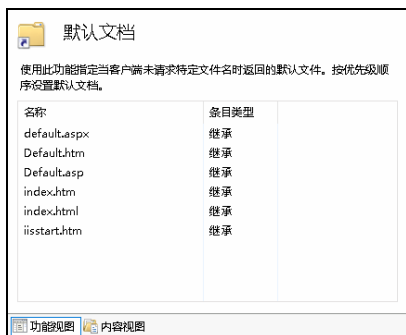 默认文档
使用此功能指定当客户端未请求特定文件名时返回的默认文件。按优先级顺
序设置默认文档。
名称 条目类型
default.aspx 继承
Default.htm 继承
Default.asp 继承
index.htm 继承
index.html 继承
iisstart.htm 继承
功能视图 内容视图